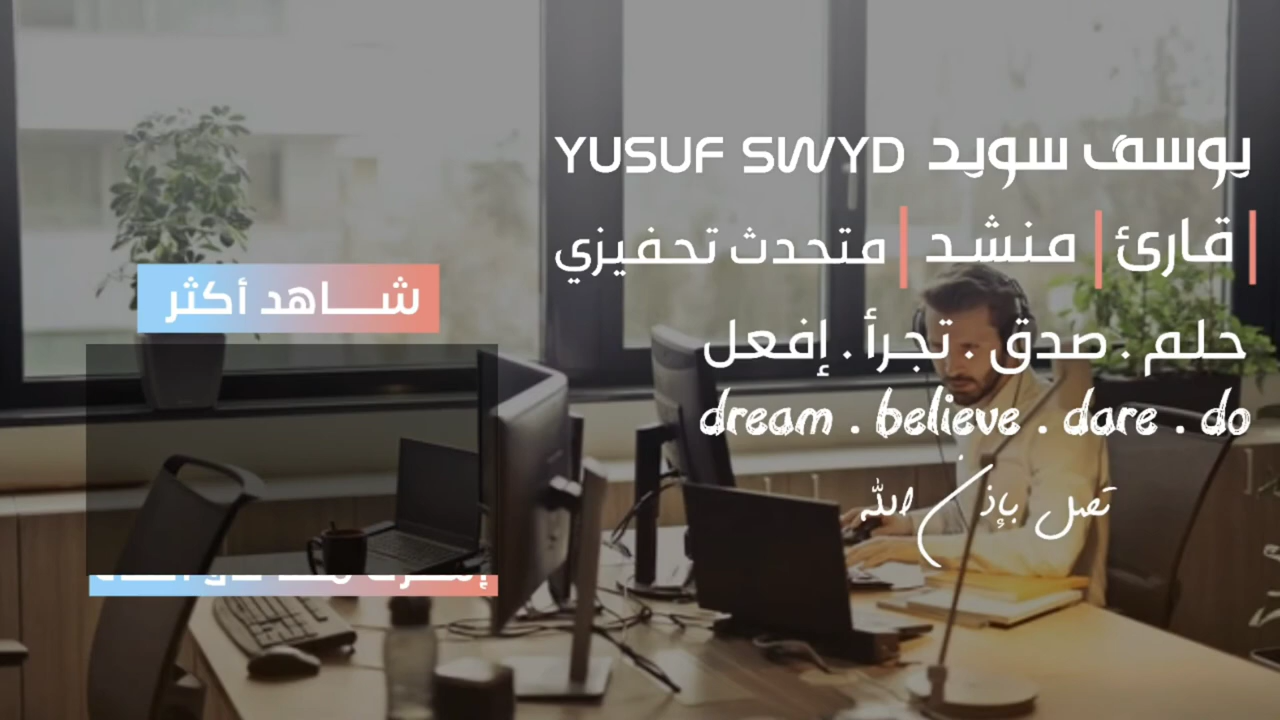 يوسف سويد YUSUF SWYD
قارئ | منشد | متحدث تحفيزي
حلم . صدق . تجرأ . إفعل
dream . believe . dare . do
تصل بإذن الله
شاهد أكثر